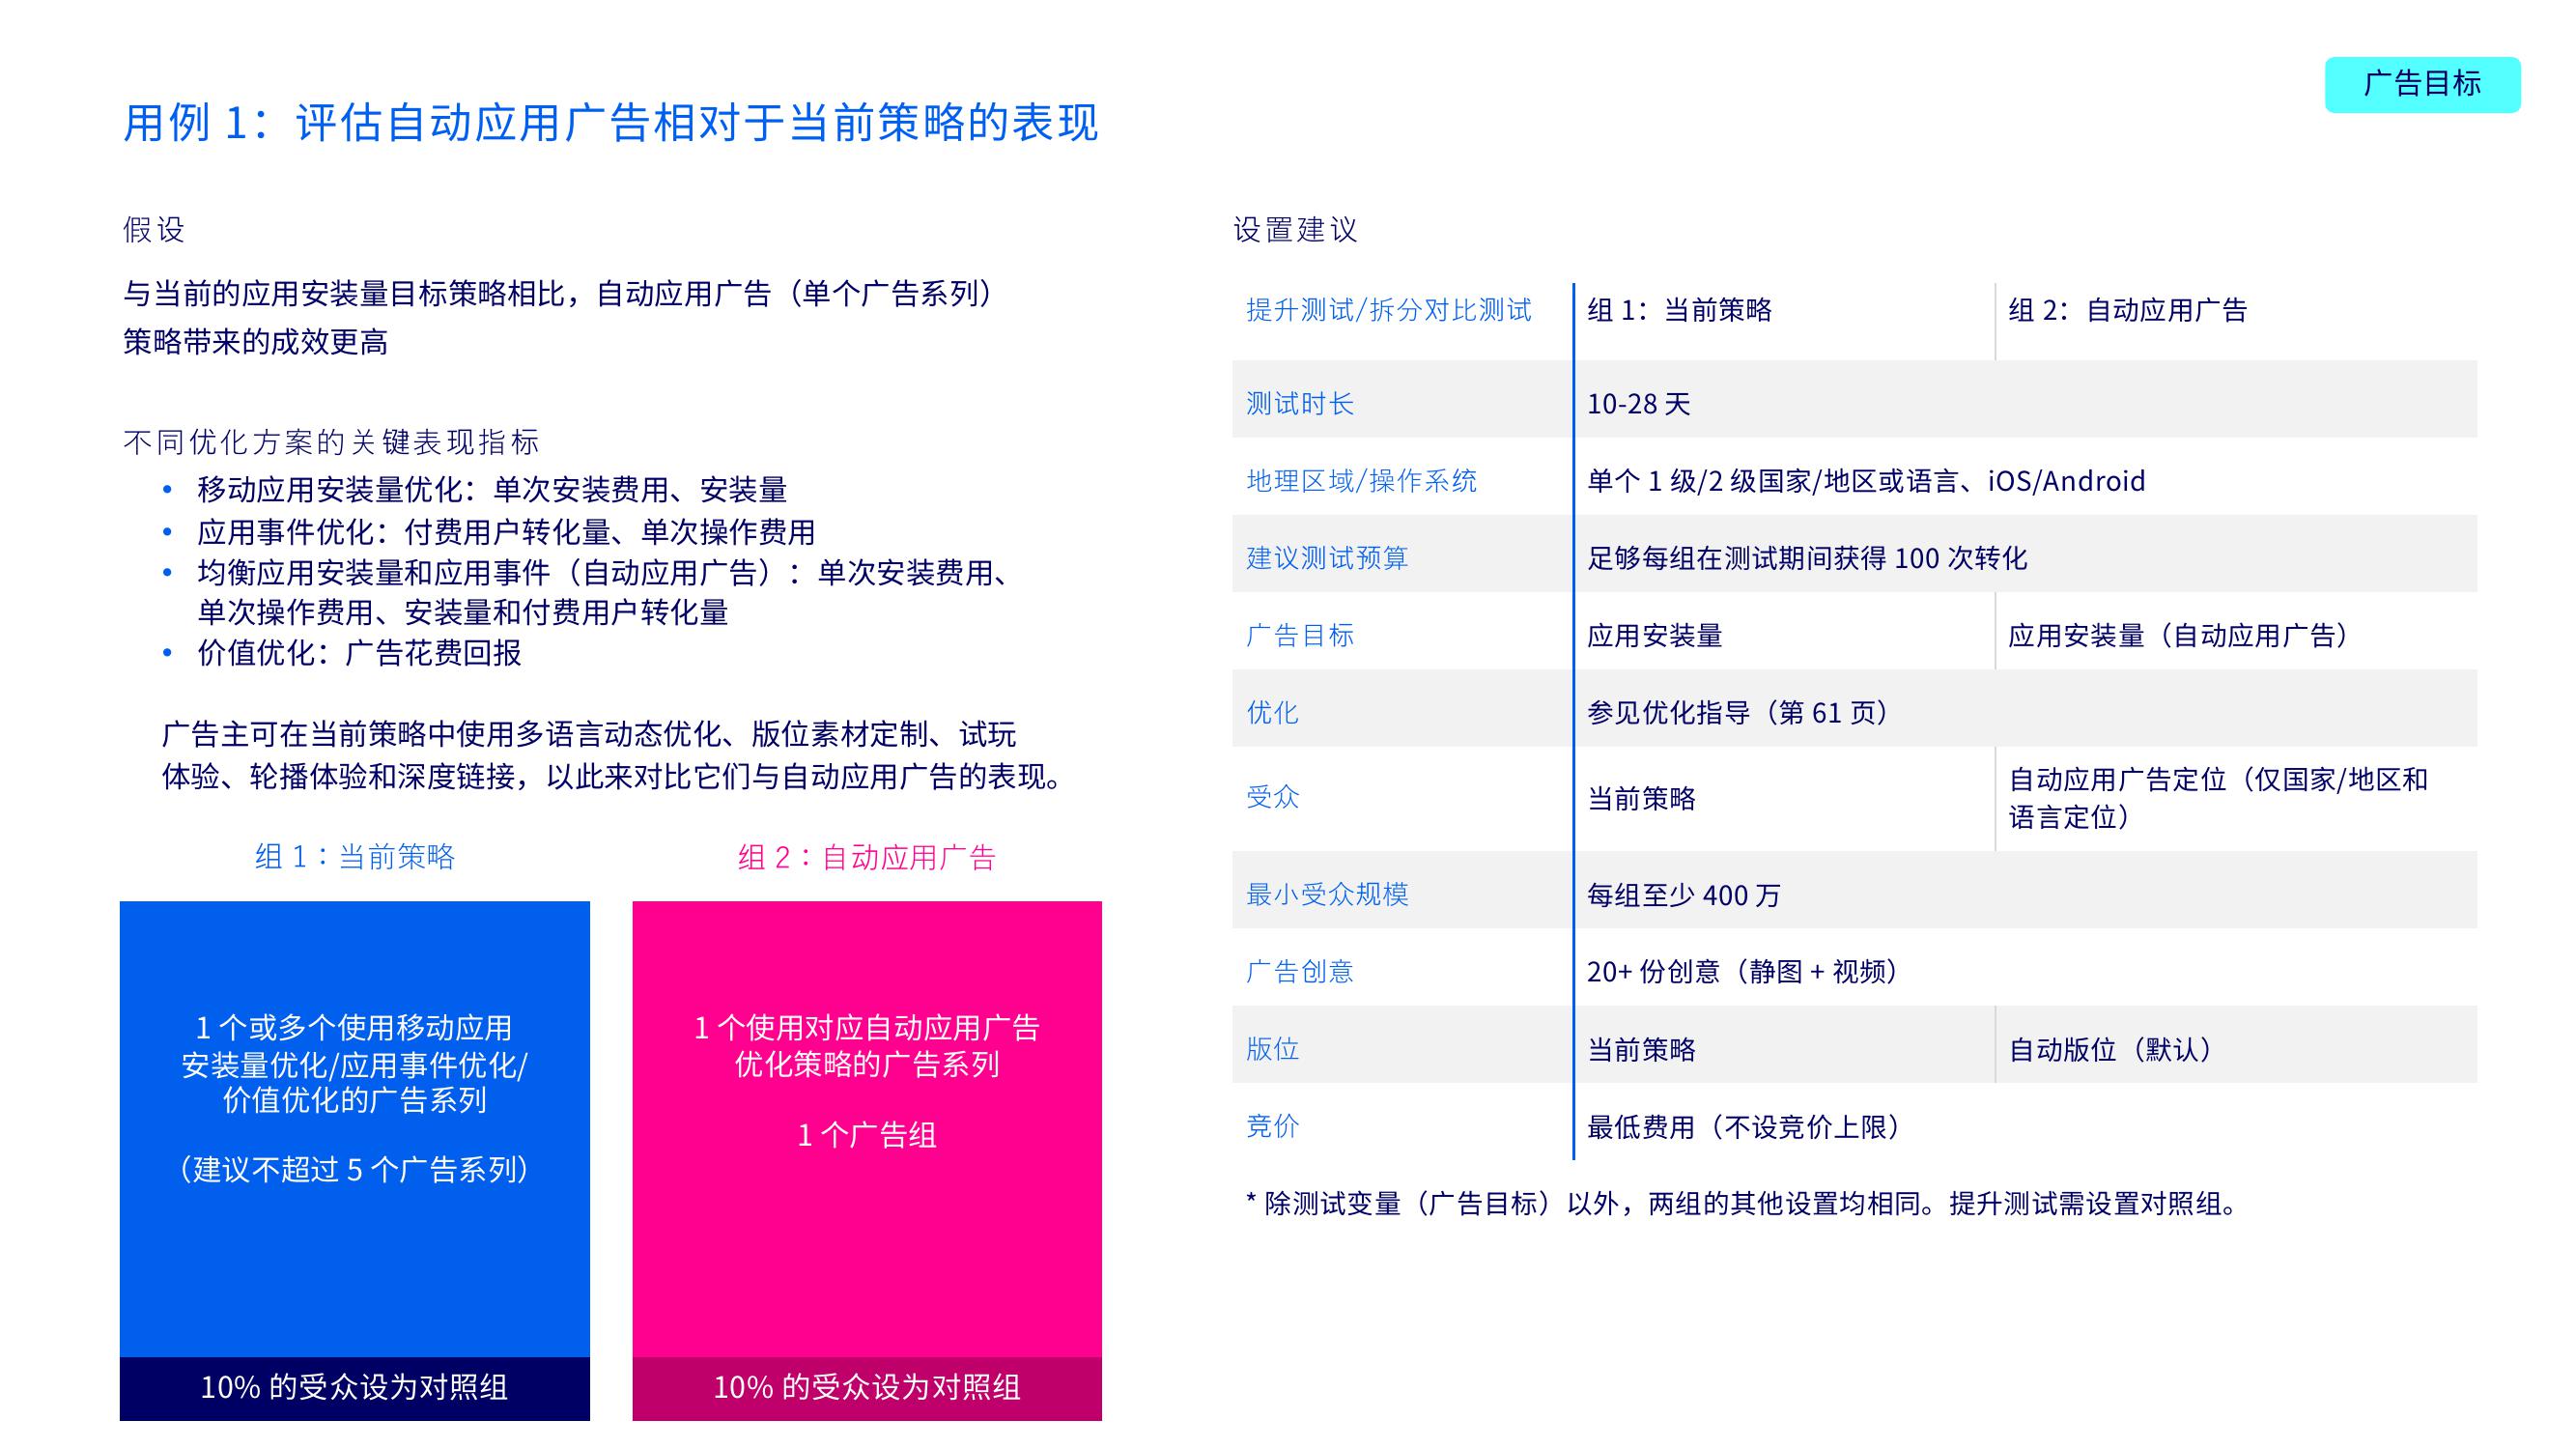 广告目标
用例 1：评估自动应用广告相对于当前策略的表现
假设
与当前的应用安装量目标策略相比，自动应用广告（单个广告系列）
策略带来的成效更高
不同优化方案的关键表现指标
• 移动应用安装量优化：单次安装费用、安装量
• 应用事件优化：付费用户转化量、单次操作费用
• 均衡应用安装量和应用事件（自动应用广告）：单次安装费用、
单次操作费用、安装量和付费用户转化量
• 价值优化：广告花费回报
广告主可在当前策略中使用多语言动态优化、版位素材定制、试玩
体验、轮播体验和深度链接，以此来对比它们与自动应用广告的表现。
组 1：当前策略
1 个或多个使用移动应用
安装量优化/应用事件优化/
价值优化的广告系列
（建议不超过 5 个广告系列）
10% 的受众设为对照组
组 2：自动应用广告
1 个使用对应自动应用广告
优化策略的广告系列
1 个广告组
10% 的受众设为对照组
设置建议
提升测试/拆分对比测试 组 1：当前策略 组 2：自动应用广告
测试时长 10-28 天
地理区域/操作系统 单个 1 级/2 级国家/地区或语言、iOS/Android
建议测试预算 足够每组在测试期间获得 100 次转化
广告目标 应用安装量 应用安装量（自动应用广告）
优化 参见优化指导（第 61 页）
受众 当前策略 自动应用广告定位（仅国家/地区和
语言定位）
最小受众规模 每组至少 400 万
广告创意 20+ 份创意（静图 + 视频）
版位 当前策略 自动版位（默认）
竞价 最低费用（不设竞价上限）
* 除测试变量（广告目标）以外，两组的其他设置均相同。提升测试需设置对照组。